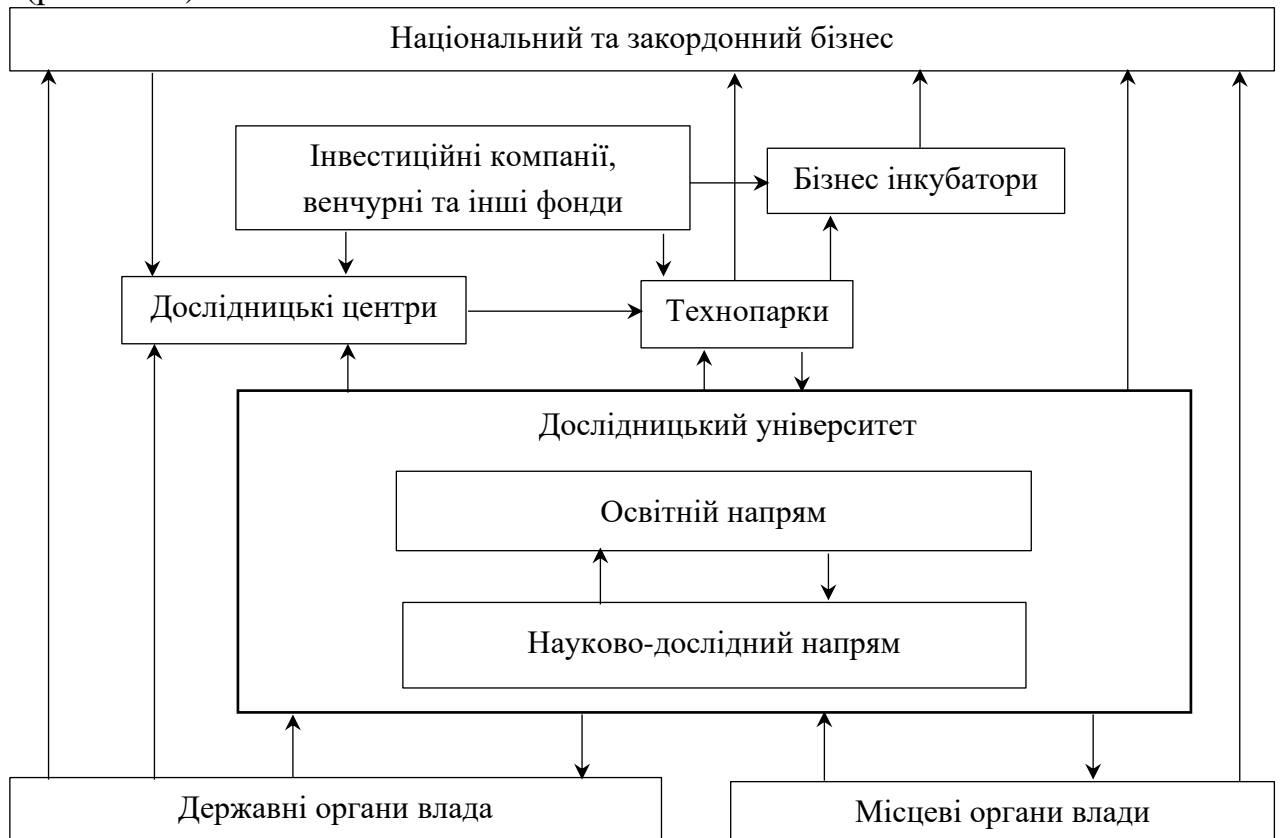 Національний та закордонний бізнес
Інвестиційні компанії,
венчурні та інші фонди
Бізнес інкубатори
Дослідницькі центри
Технопарки
Дослідницький університет
Освітній напрям
Науково-дослідний напрям
Державні органи влада
Місцеві органи влади